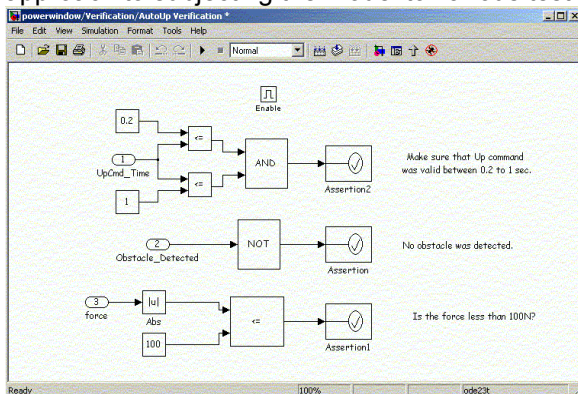 powerwindow/Verification/AutoUp Verification *
File Edit View Simulation Format Tools Help
Normal
Enable
0.2
<=
1
UpCmd_Time
AND
<=
1
Assertion2
Make sure that Up command
was valid between 0.2 to 1 sec.
2
Obstacle_Detected
NOT
Assertion
No obstacle was detected.
3
force
|u|
Abs
<=
100
Assertion1
Is the force less than 100N?
Ready
100%
ode23t